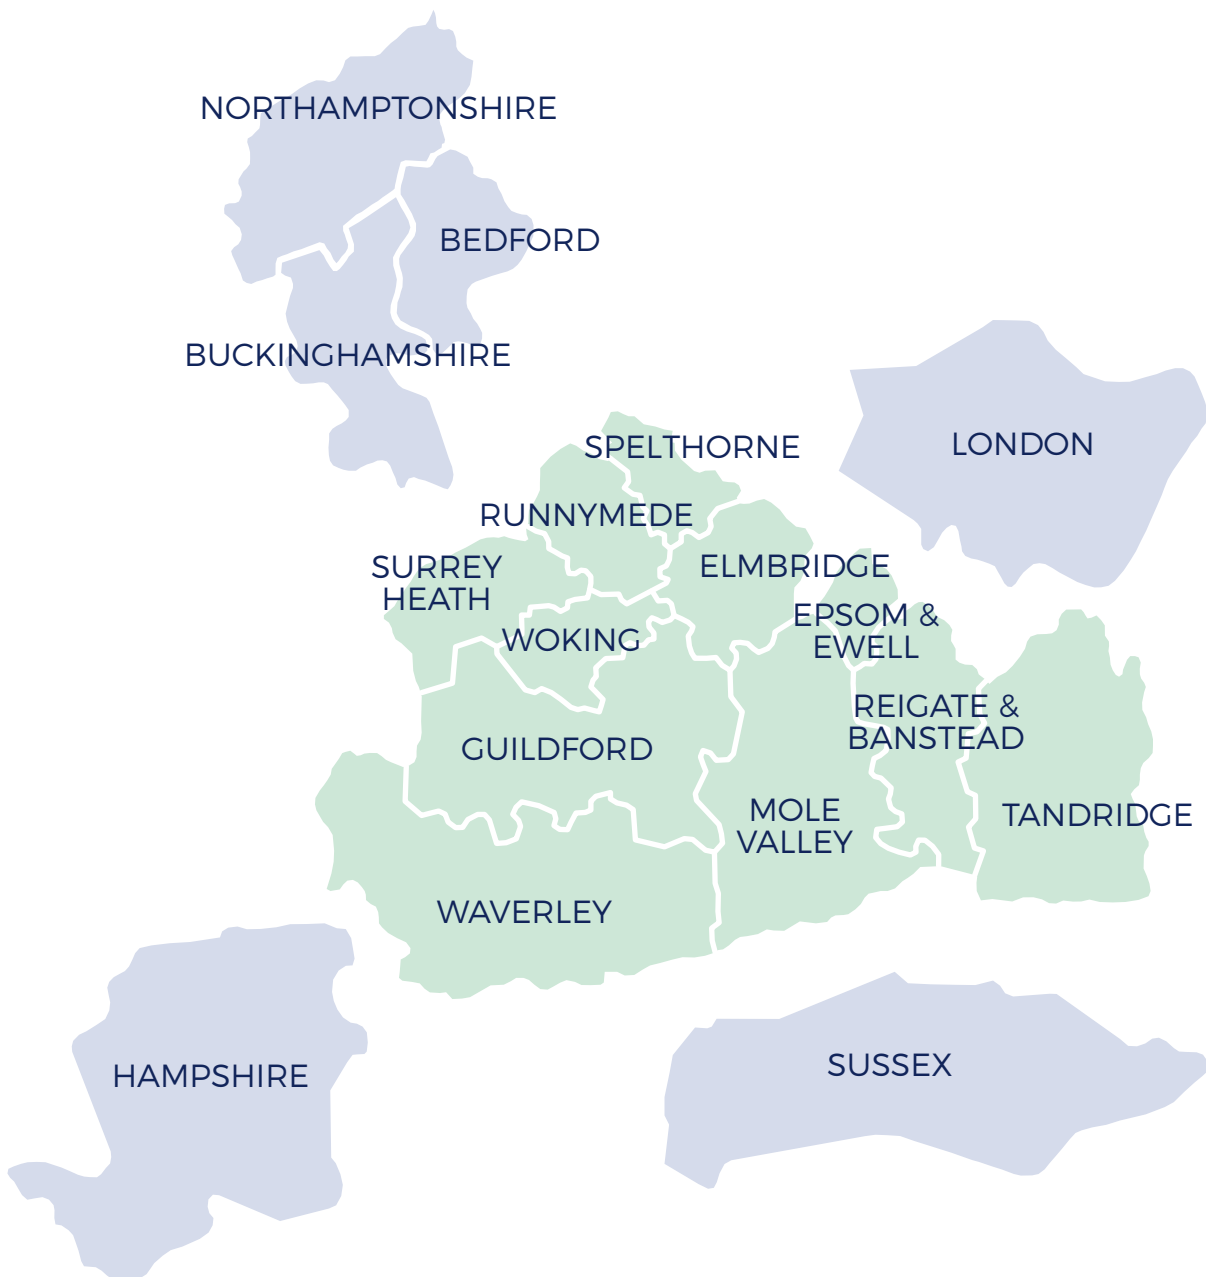 NORTHAMPTONSHIRE
BEDFORD
BUCKINGHAMSHIRE
LONDON
SPELTHORNE
RUNNYMEDE
SURREY
HEATH
ELMBRIDGE
EPSOM &
EWELL
WOKING
REIGATE &
BANSTEAD
GUILDFORD
MOLE
VALLEY
TANDRIDGE
WAVERLEY
HAMPSHIRE
SUSSEX